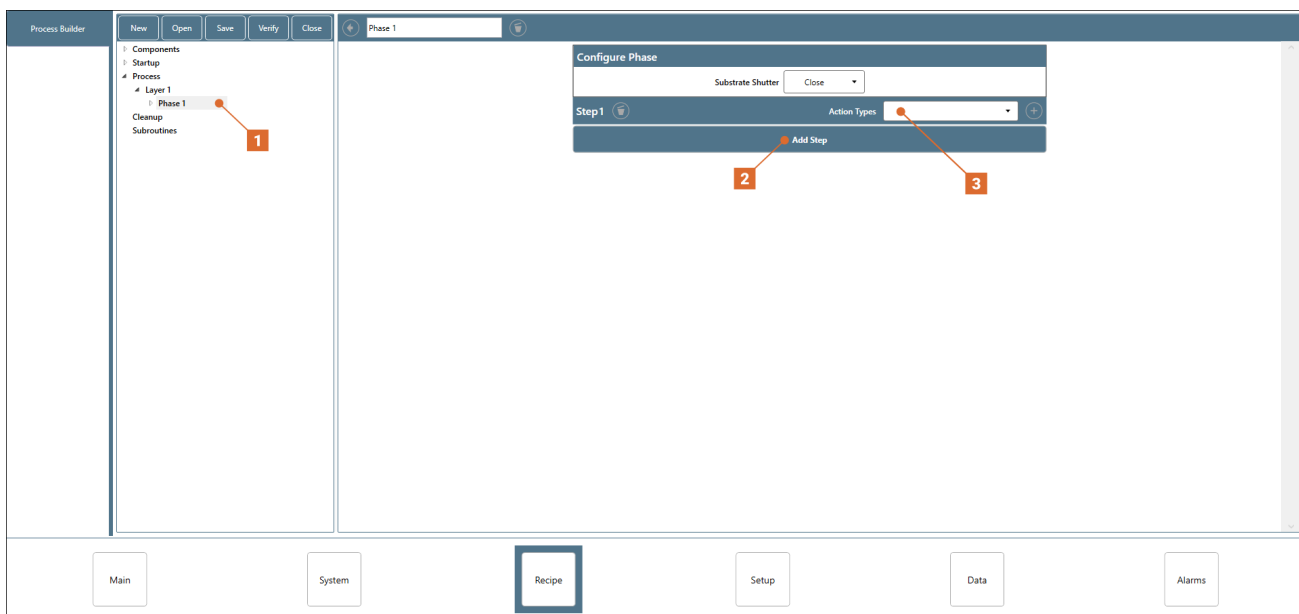 Process Builder
New Open Save Verify Close
Phase 1
Components
Startup
Process
Layer 1
Phase 1
Cleanup
Subroutines
1
Configure Phase
Substrate Shutter Close
Step1 Action Types
Add Step
2
3
Main System Recipe Setup Data Alarms